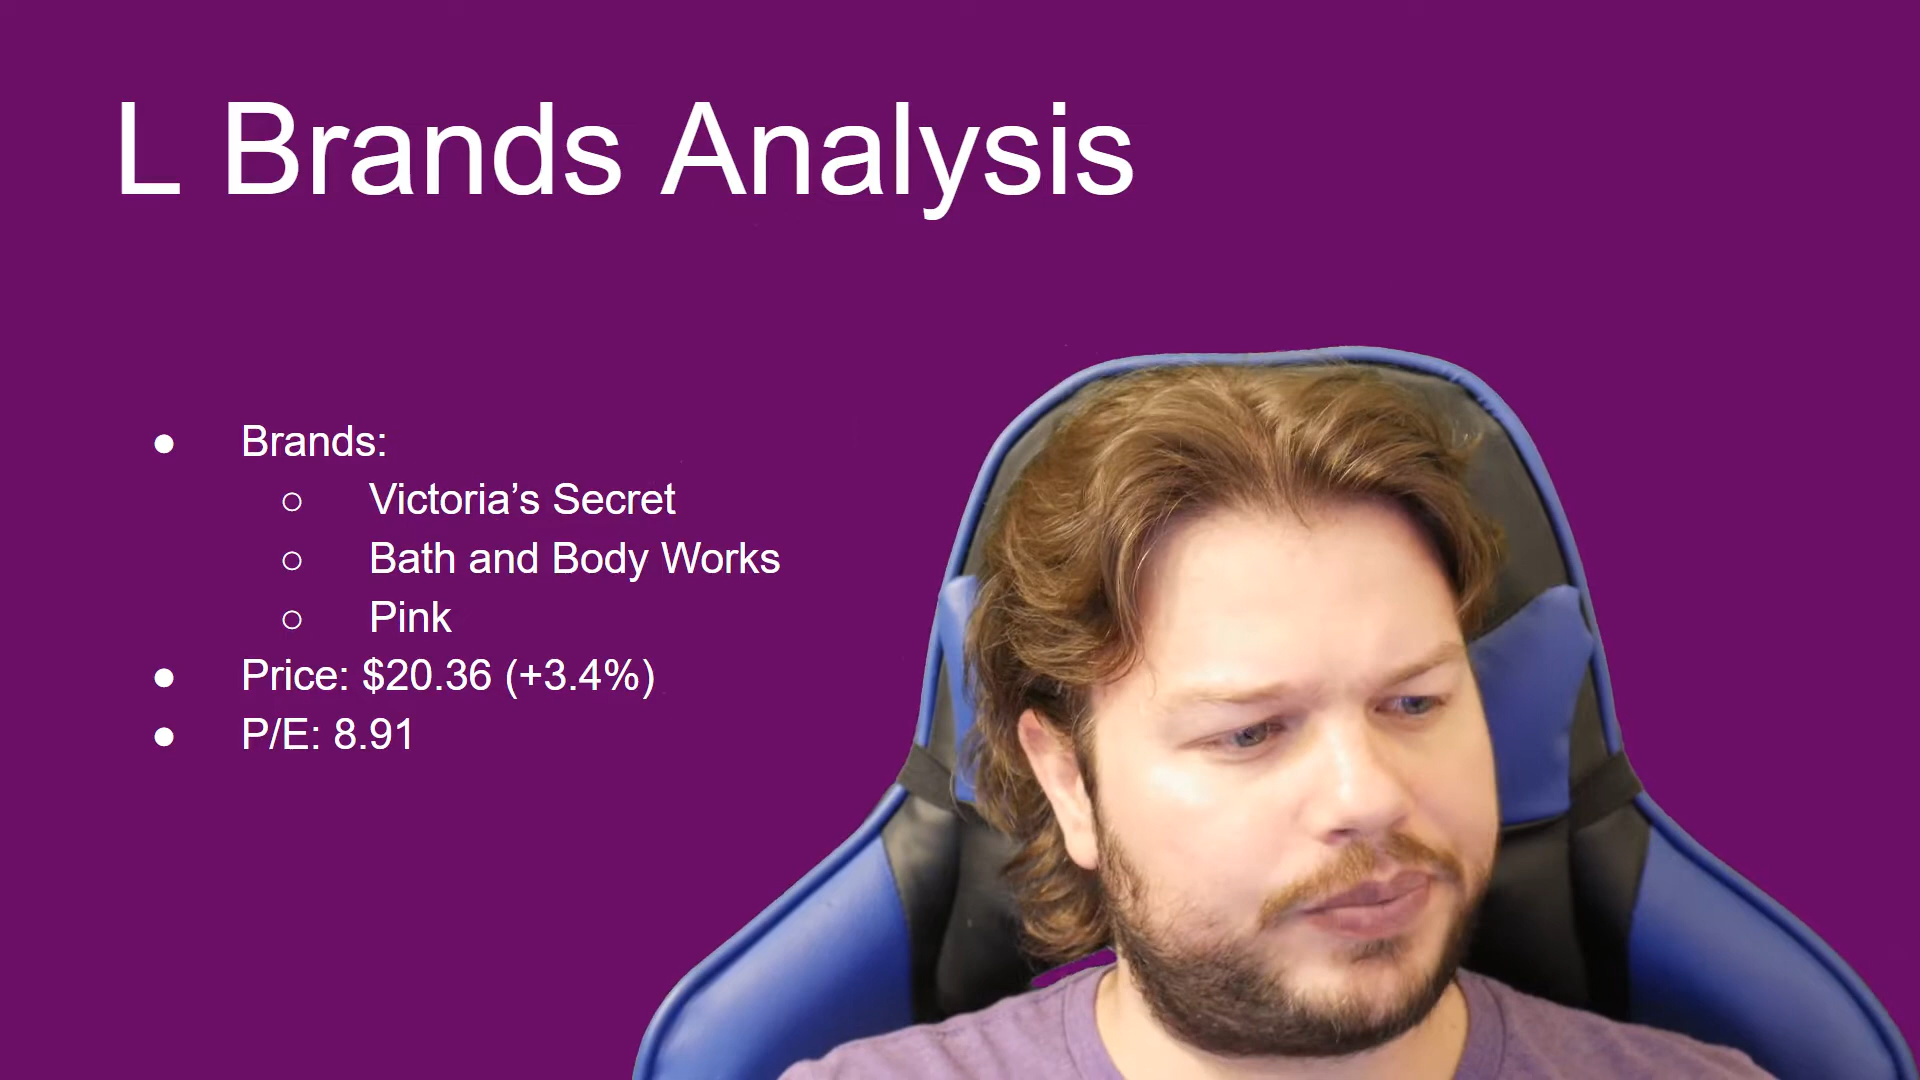 L Brands Analysis
● Brands:
○ Victoria’s Secret
○ Bath and Body Works
○ Pink
● Price: $20.36 (+3.4%)
● P/E: 8.91